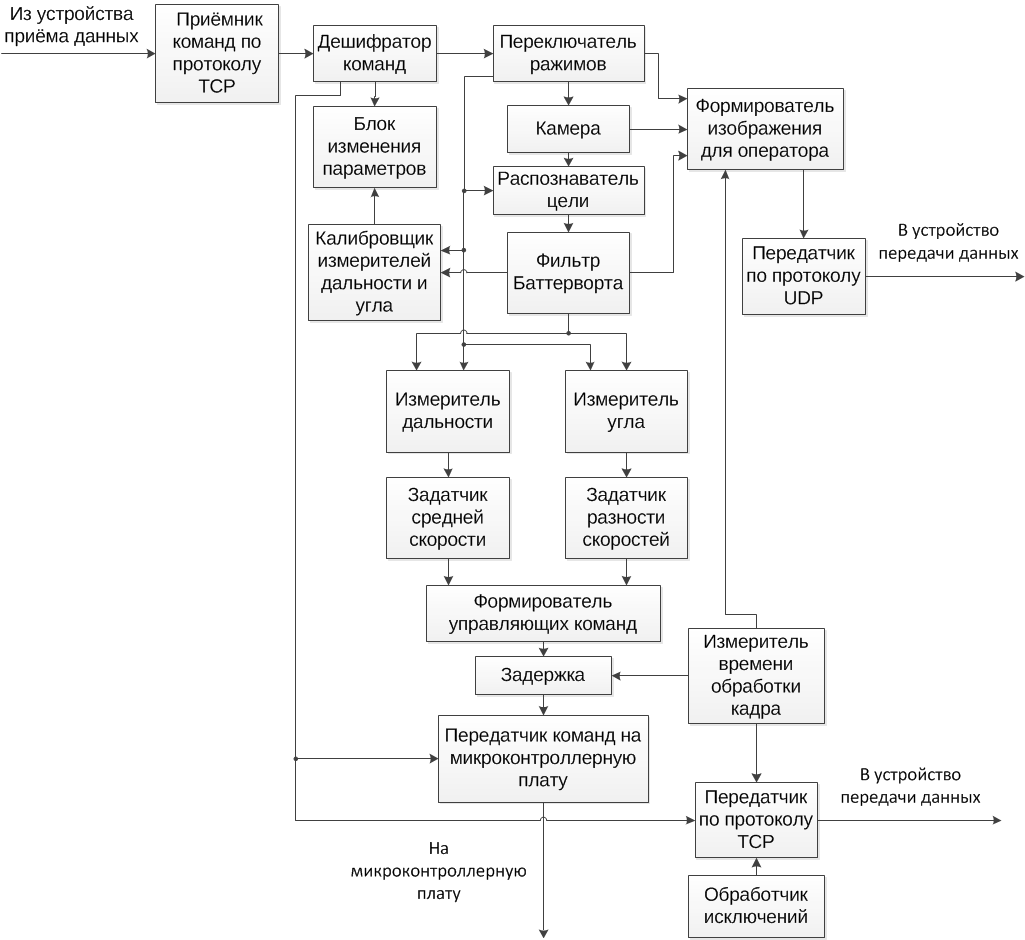 Из устройства
приёма данных
Приёмник
команд по
протоколу
TCP
Дешифратор
команд
Переключатель
ражимов
Формирователь
изображения
для оператора
Блок
изменения
параметров
Камера
Распознаватель
цели
Калибровщик
измерителей
дальности и
угла
Фильтр
Баттерворта
Передатчик
по протоколу
UDP
В устройство
передачи данных
Измеритель
дальности
Измеритель
угла
Задатчик
средней
скорости
Задатчик
разности
скоростей
Формирователь
управляющих команд
Задержка
Измеритель
времени
обработки
кадра
Передатчик команд на
микроконтроллерную
плату
Передатчик
по протоколу
TCP
В устройство
передачи данных
На
микроконтроллерную
плату
Обработчик
исключений